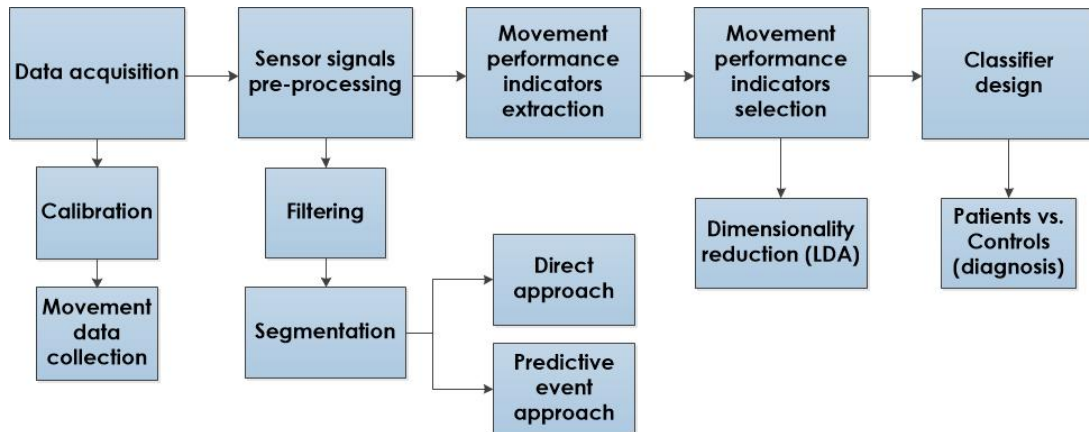 Data acquisition
Sensor signals
pre-processing
Movement
performance
indicators
extraction
Movement
performance
indicators
selection
Classifier
design
Calibration
Movement
data
collection
Filtering
Segmentation
Direct
approach
Predictive
event
approach
Dimensionality
reduction (LDA)
Patients vs.
Controls
(diagnosis)